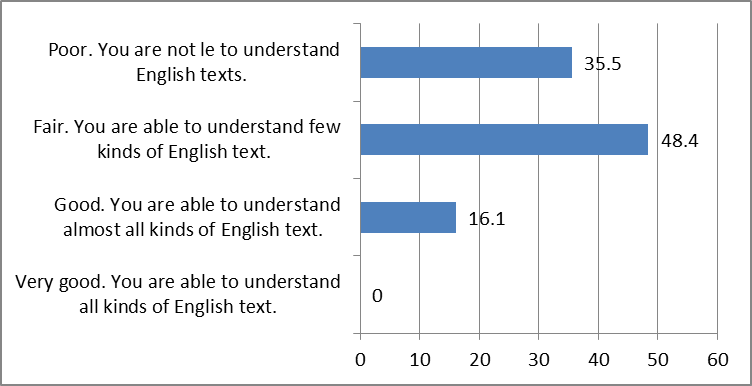 Poor. You are not le to understand
English texts.
35.5
Fair. You are able to understand few
kinds of English text.
48.4
Good. You are able to understand
almost all kinds of English text.
16.1
Very good. You are able to understand
all kinds of English text.
0
0 10 20 30 40 50 60